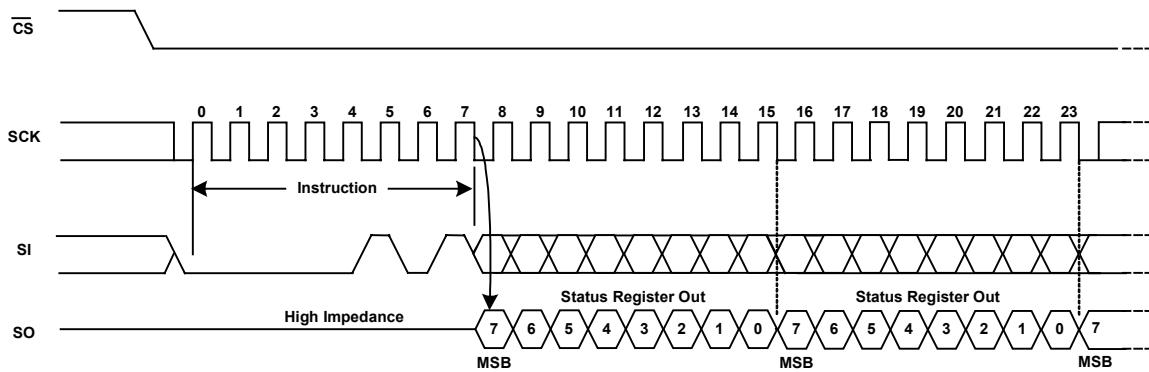 CS
0 1 2 3 4 5 6 7 8 9 10 11 12 13 14 15 16 17 18 19 20 21 22 23
SCK
Instruction
SI
High Impedance
Status Register Out
Status Register Out
SO
7 6 5 4 3 2 1 0 7 6 5 4 3 2 1 0 7
MSB
MSB
MSB